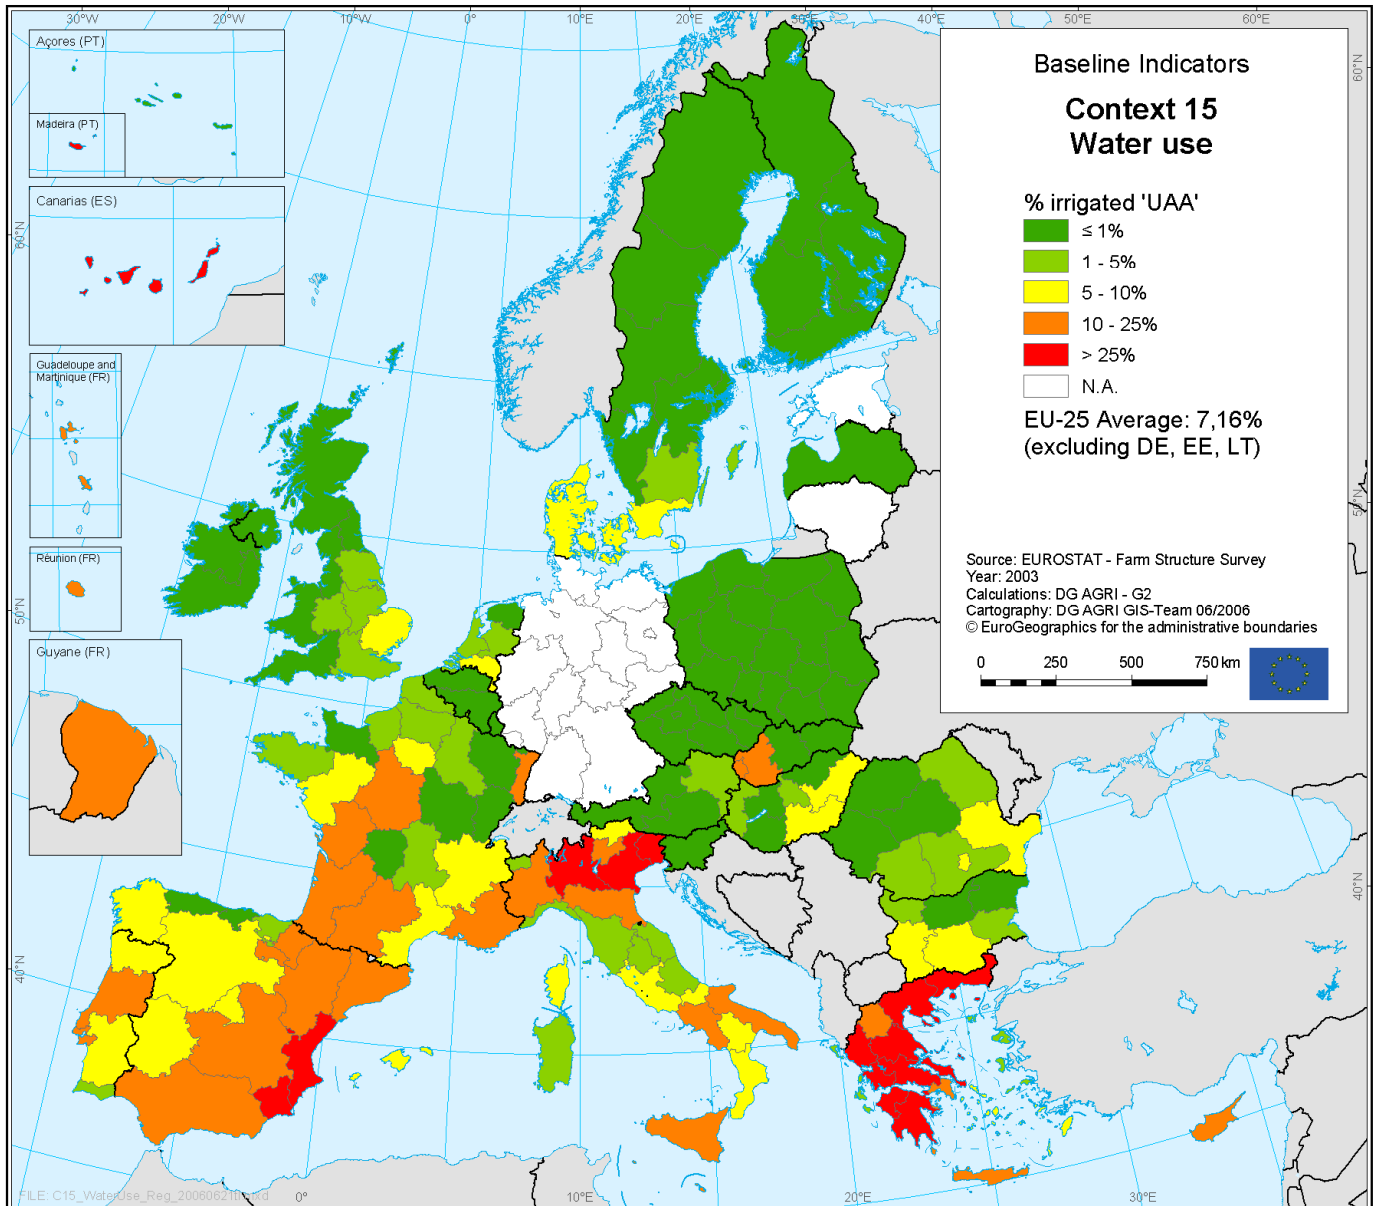 30°W
20°W
10°W
0°
10°E
20°E
30°E
40°E
50°E
60°E
Açores (PT)
Madeira (PT)
Canarias (ES)
Guadeloupe and
Martinique (FR)
Réunion (FR)
Guyane (FR)
Baseline Indicators
Context 15
Water use
% irrigated 'UAA'
≤ 1%
1 - 5%
5 - 10%
10 - 25%
> 25%
N.A.
EU-25 Average: 7,16%
(excluding DE, EE, LT)
Source: EUROSTAT - Farm Structure Survey
Year: 2003
Calculations: DG AGRI - G2
Cartography: DG AGRI GIS-Team 06/2006
© EuroGeographics for the administrative boundaries
0 250 500 750 km
60°N
50°N
40°N
60°N
50°N
40°N
0°
10°E
20°E
30°E